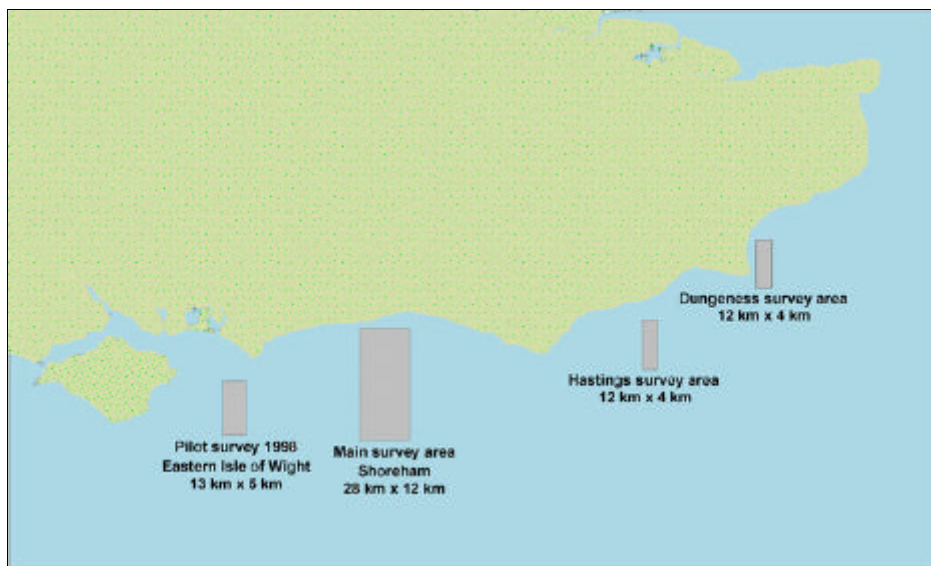 Dungeness survey area
12 km x 4 km
Hastings survey area
12 km x 4 km
Pilot survey 1998
Eastern Isle of Wight
13 km x 5 km
Main survey area
Shoreham
28 km x 12 km